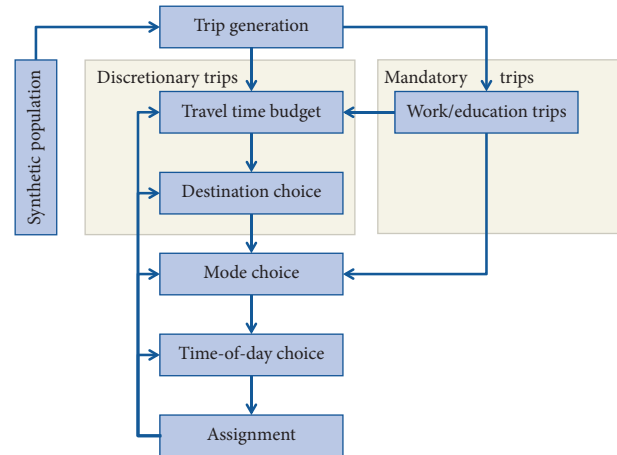 Trip generation
Synthetic population
Discretionary trips
Mandatory trips
Travel time budget
Work/education trips
Destination choice
Mode choice
Time-of-day choice
Assignment